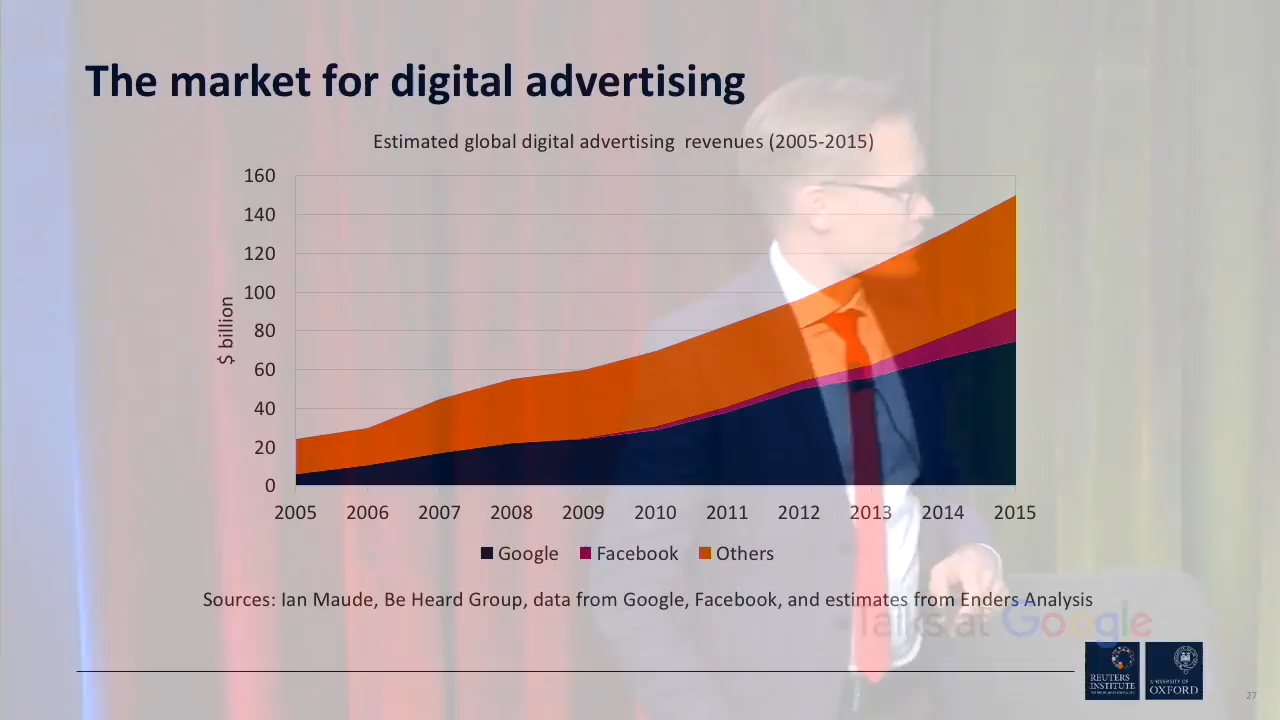 The market for digital advertising
Estimated global digital advertising revenues (2005-2015)
160
140
120
100
80
60
40
20
0
$ billion
2005 2006 2007 2008 2009 2010 2011 2012 2013 2014 2015
Google Facebook Others
Sources: Ian Maude, Be Heard Group, data from Google, Facebook, and estimates from Enders Analysis
Talks at Google
REUTERS
INSTITUTE
UNIVERSITY OF
OXFORD
27